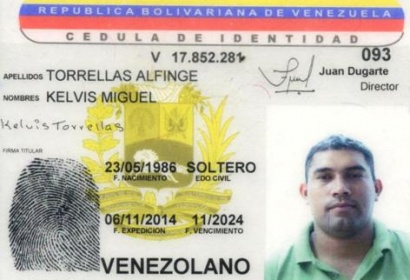 REPUBLICA BOLIVARIANA DE VENEZUELA
CEDULA DE IDENTIDAD
V 17.852.281
093
APELLIDOS TORRELLAS ALFINGE
Juan Dugarte
Director
NOMBRES KELVIS MIGUEL
Kelvis Torrellas
FIRMA TITULAR
23/05/1986 SOLTERO
F. NACIMIENTO EDO CIVIL
06/11/2014 11/2024
F. EXPEDICION F. VENCIMIENTO
VENEZOLANO